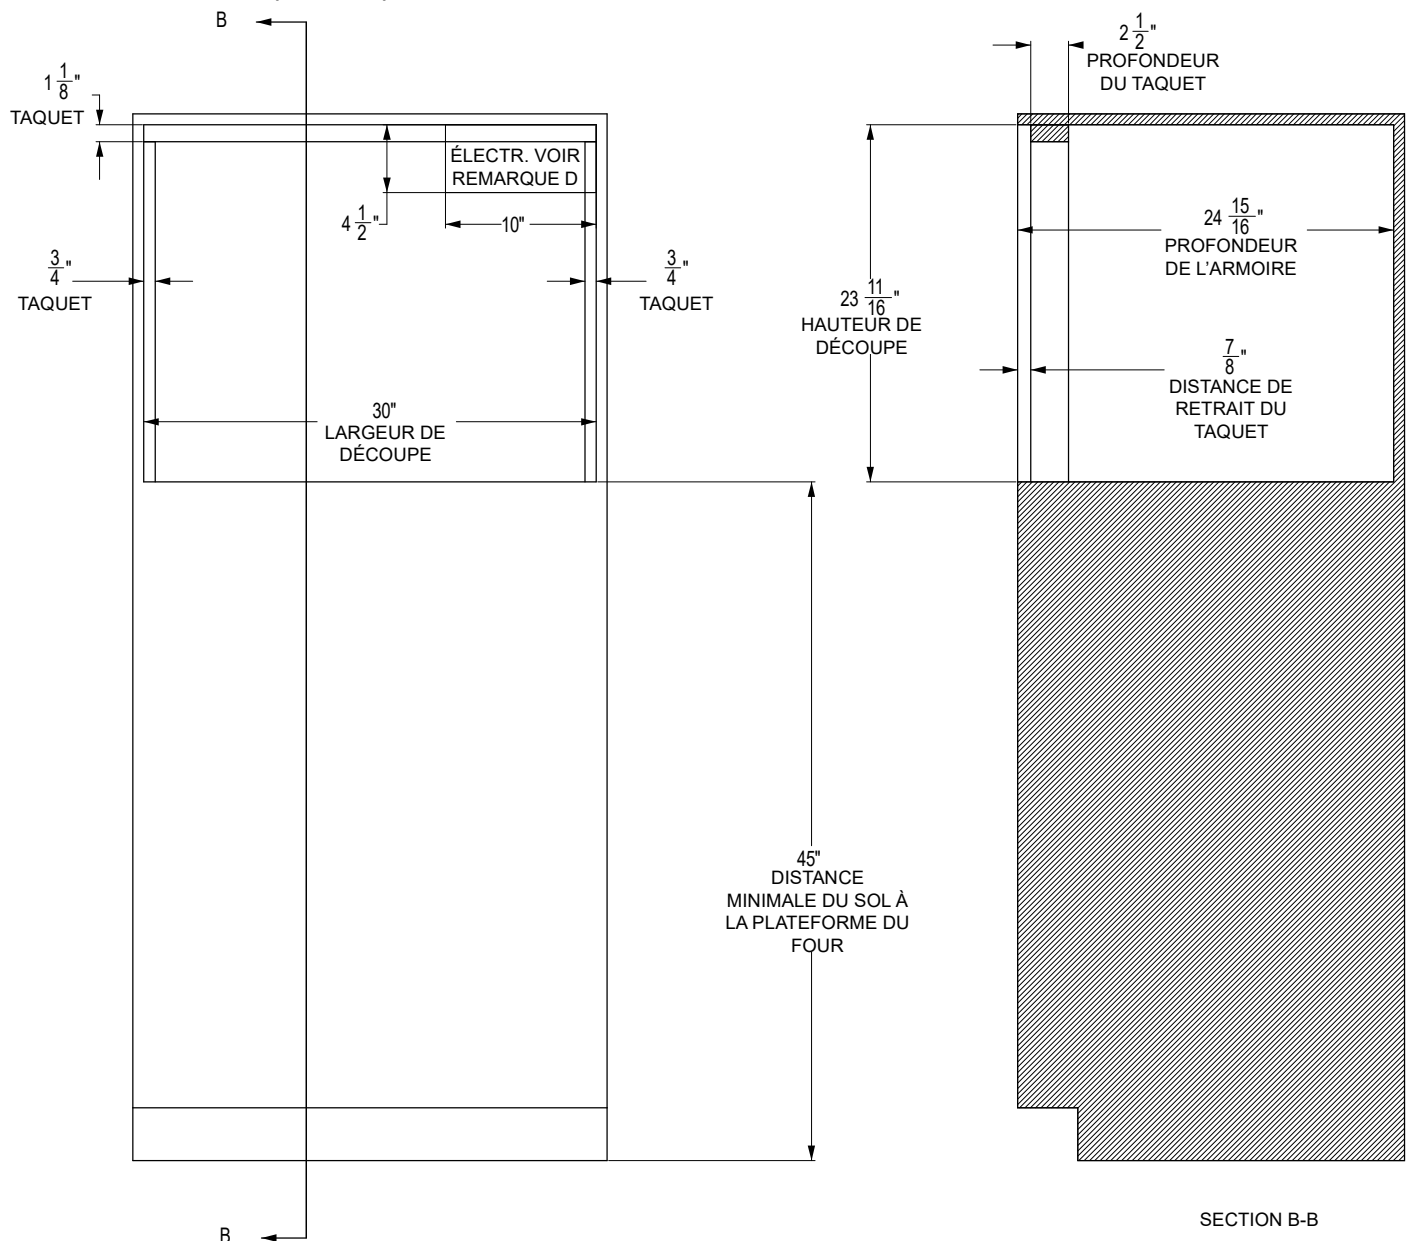 B
1 1/8"
TAQUET
ÉLECTR. VOIR
REMARQUE D
4 1/2"
10"
3/4"
TAQUET
3/4"
TAQUET
30"
LARGEUR DE
DÉCOUPE
45"
DISTANCE
MINIMALE DU SOL À
LA PLATEFORME DU
FOUR
B
2 1/2"
PROFONDEUR
DU TAQUET
24 15/16"
PROFONDEUR
DE L'ARMOIRE
23 11/16"
HAUTEUR DE
DÉCOUPE
7/8"
DISTANCE DE
RETRAIT DU
TAQUET
SECTION B-B